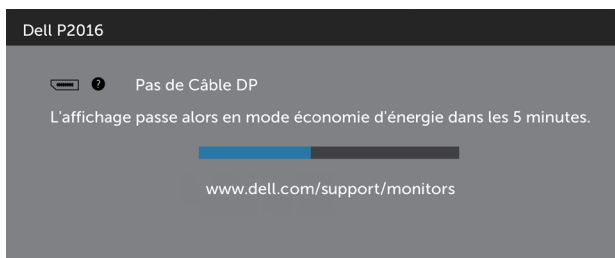 Dell P2016
? Pas de Câble DP
L'affichage passe alors en mode économie d'énergie dans les 5 minutes.
www.dell.com/support/monitors